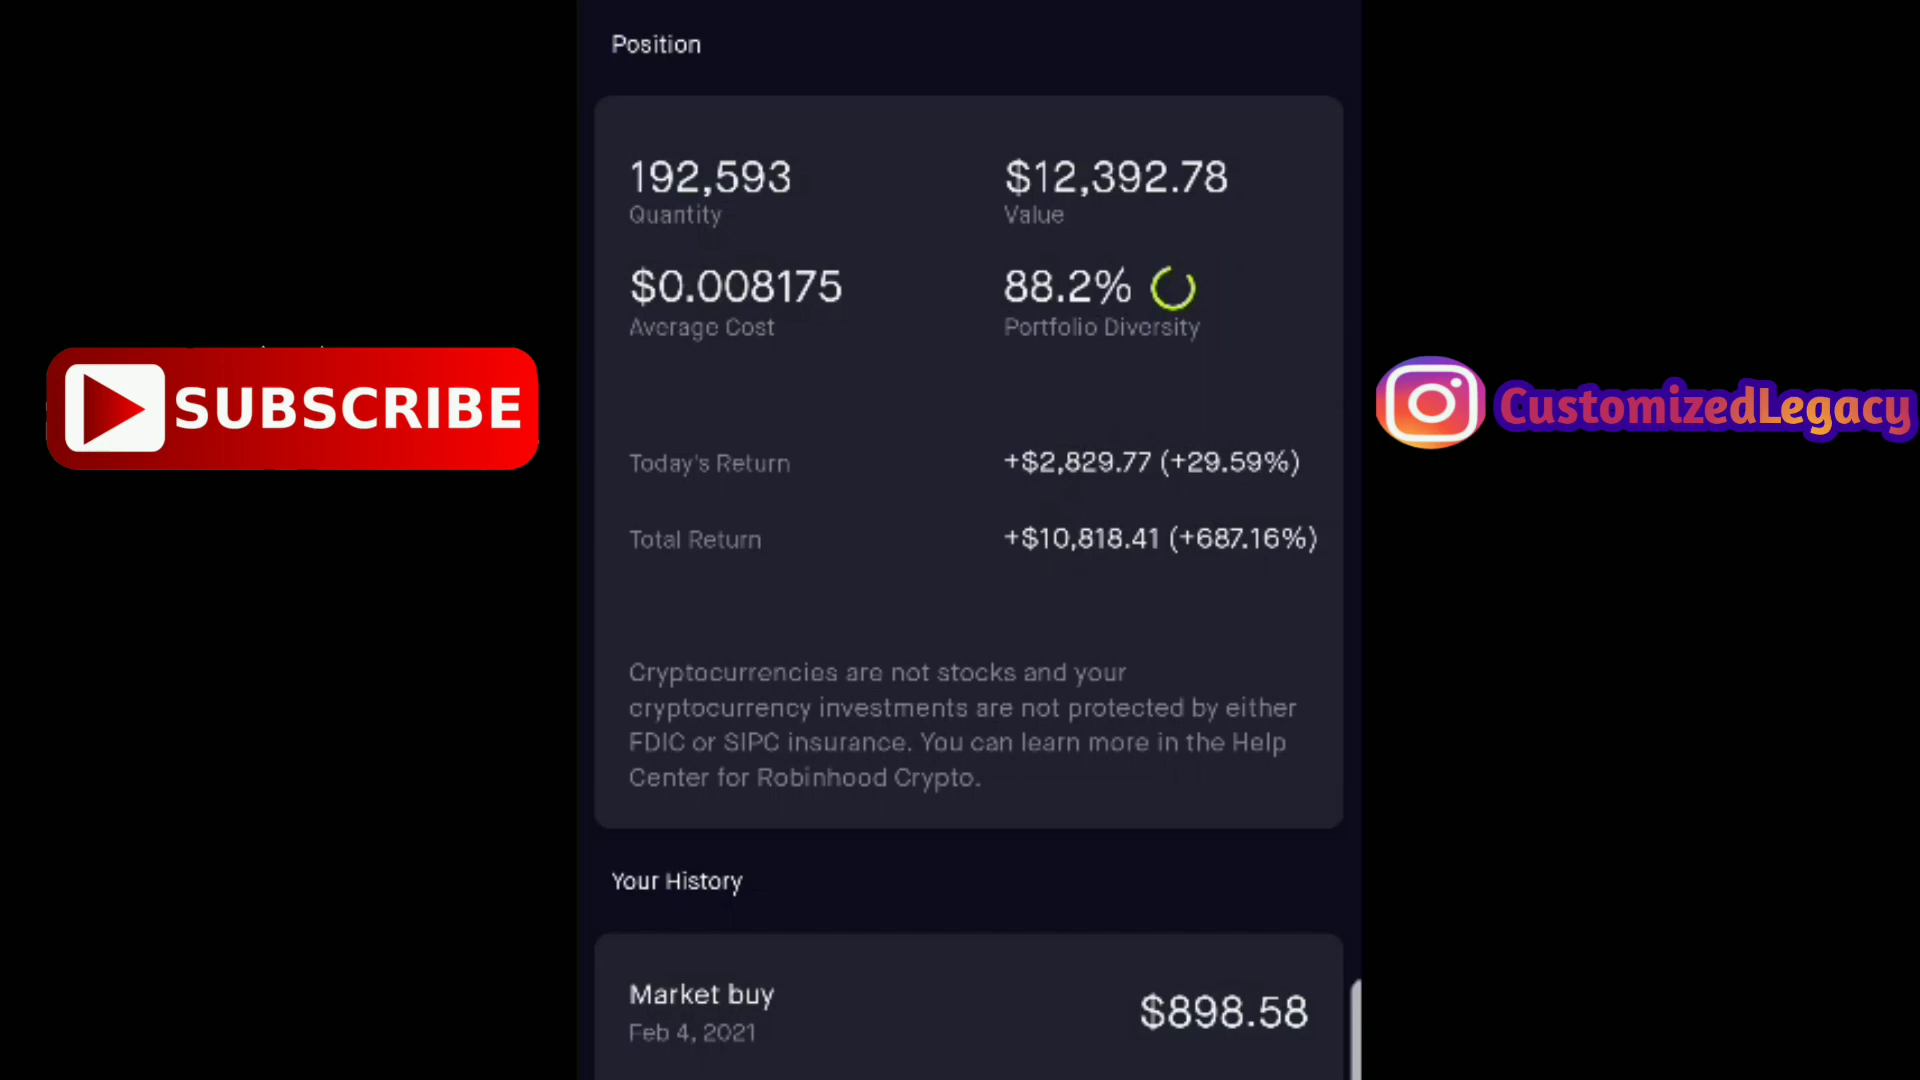 Position
192,593
Quantity
$12,392.78
Value
$0.008175
Average Cost
88.2%
Portfolio Diversity
SUBSCRIBE
CustomizedLegacy
Today's Return
+$2,829.77 (+29.59%)
Total Return
+$10,818.41 (+687.16%)
Cryptocurrencies are not stocks and your
cryptocurrency investments are not protected by either
FDIC or SIPC insurance. You can learn more in the Help
Center for Robinhood Crypto.
Your History
Market buy
$898.58
Feb 4, 2021